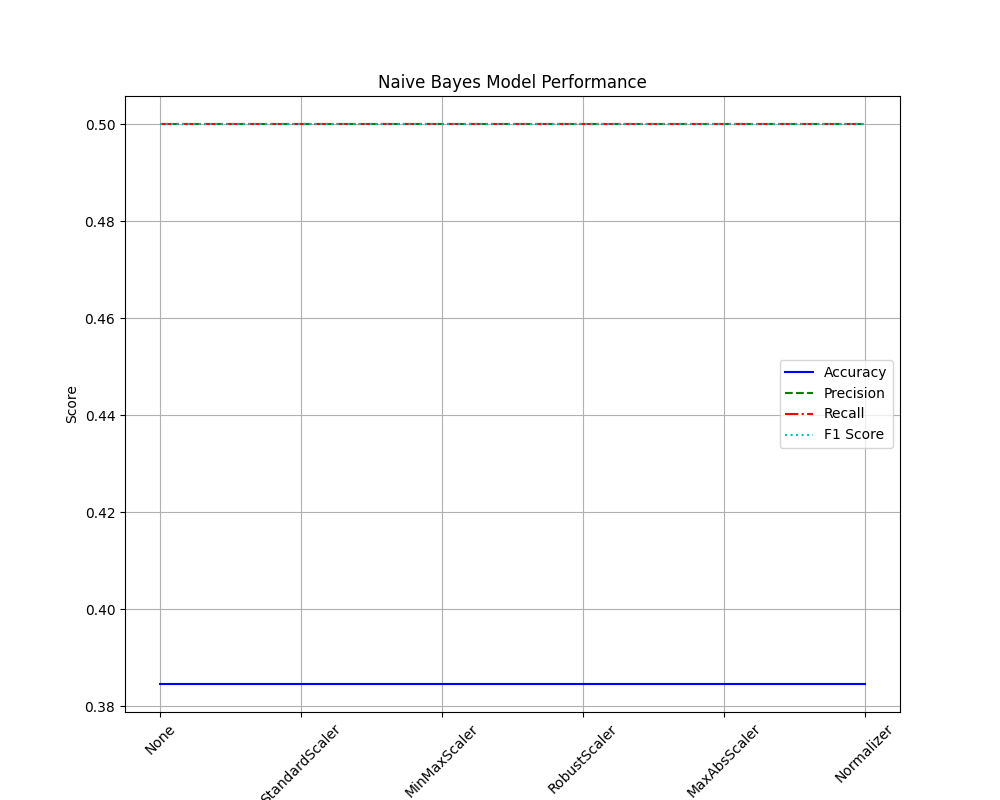 Naive Bayes Model Performance
0.50
0.48
0.46
0.44
0.42
0.40
0.38
Score
Accuracy
Precision
Recall
F1 Score
None
StandardScaler
MinMaxScaler
RobustScaler
MaxAbsScaler
Normalizer